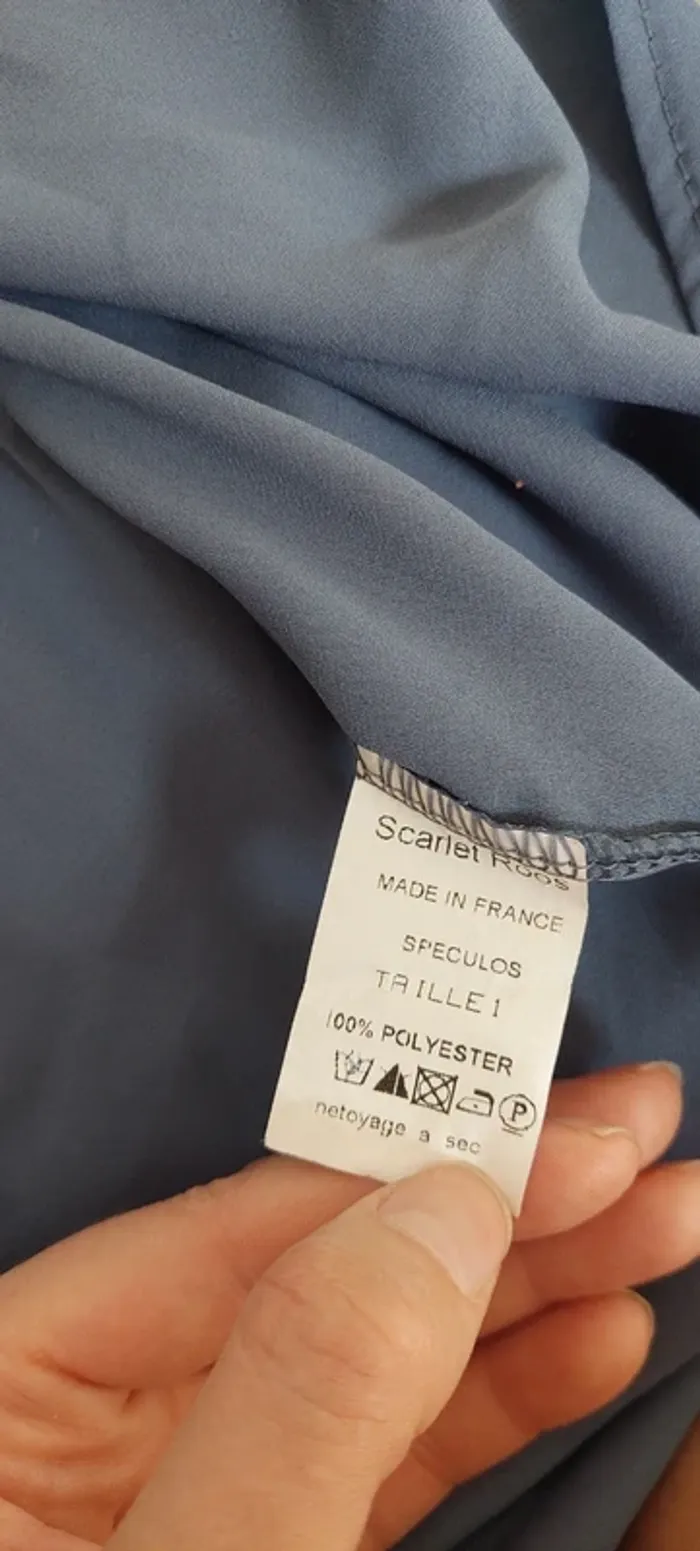 Scarlet Roos
MADE IN FRANCE
SPECULOS
TAILLE 1
100% POLYESTER
P
netoyage a sec